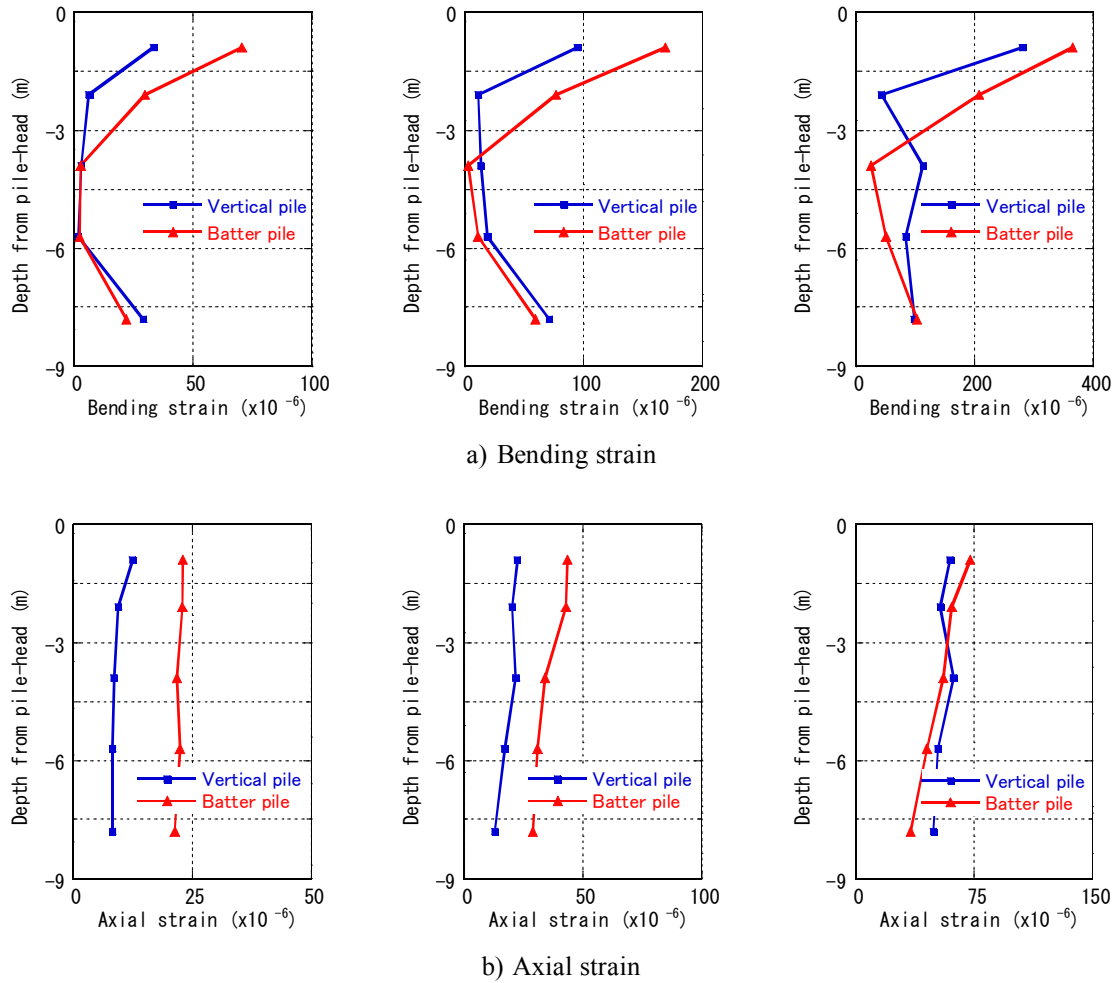 0
-3
-6
-9
Depth from pile-head (m)
Vertical pile
Batter pile
0 50 100
Bending strain (x10 -6)
0
-3
-6
-9
Depth from pile-head (m)
Vertical pile
Batter pile
0 100 200
Bending strain (x10 -6)
0
-3
-6
-9
Depth from pile-head (m)
Vertical pile
Batter pile
0 200 400
Bending strain (x10 -6)
a) Bending strain
0
-3
-6
-9
Depth from pile-head (m)
Vertical pile
Batter pile
0 25 50
Axial strain (x10 -6)
0
-3
-6
-9
Depth from pile-head (m)
Vertical pile
Batter pile
0 50 100
Axial strain (x10 -6)
0
-3
-6
-9
Depth from pile-head (m)
Vertical pile
Batter pile
0 75 150
Axial strain (x10 -6)
b) Axial strain